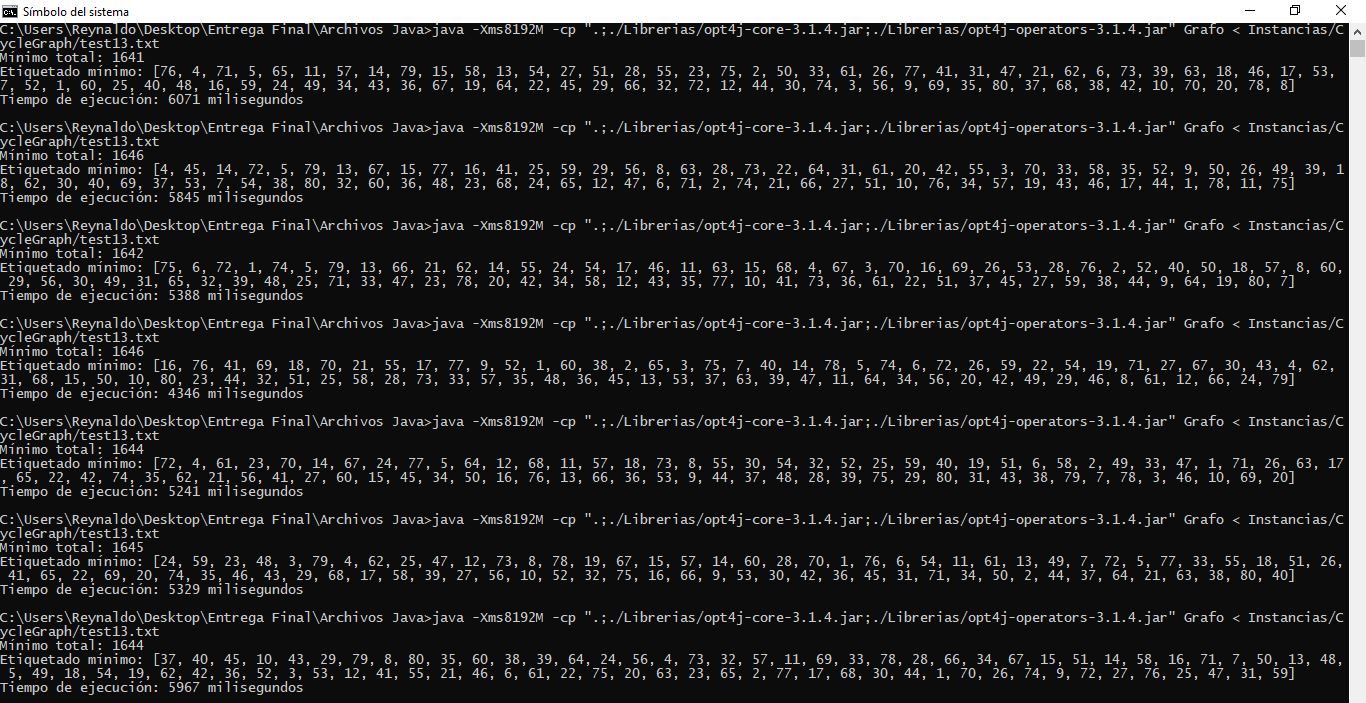 Símbolo del sistema
C:\Users\Reynaldo\Desktop\Entrega Final\Archivos Java>java -Xms8192M -cp ".;./Librerias/opt4j-core-3.1.4.jar;./Librerias/opt4j-operators-3.1.4.jar" Grafo < Instancias/C
ycleGraph/test13.txt
Mínimo total: 1641
Etiquetado mínimo: [76, 4, 71, 5, 65, 11, 57, 14, 79, 15, 58, 13, 54, 27, 51, 28, 55, 23, 75, 2, 50, 33, 61, 26, 77, 41, 31, 47, 21, 62, 6, 73, 39, 63, 18, 46, 17, 53,
7, 52, 1, 60, 25, 40, 48, 16, 59, 24, 49, 34, 43, 36, 67, 19, 64, 22, 45, 29, 66, 32, 72, 12, 44, 30, 74, 3, 56, 9, 69, 35, 80, 37, 68, 38, 42, 10, 70, 20, 78, 8]
Tiempo de ejecución: 6071 milisegundos
C:\Users\Reynaldo\Desktop\Entrega Final\Archivos Java>java -Xms8192M -cp ".;./Librerias/opt4j-core-3.1.4.jar;./Librerias/opt4j-operators-3.1.4.jar" Grafo < Instancias/C
ycleGraph/test13.txt
Mínimo total: 1646
Etiquetado mínimo: [4, 45, 14, 72, 5, 79, 13, 67, 15, 77, 16, 41, 25, 59, 29, 56, 8, 63, 28, 73, 22, 64, 31, 61, 20, 42, 55, 3, 70, 33, 58, 35, 52, 9, 50, 26, 49, 39, 1
8, 62, 30, 40, 69, 37, 53, 7, 54, 38, 80, 32, 60, 36, 48, 23, 68, 24, 65, 12, 47, 6, 71, 2, 74, 21, 66, 27, 51, 10, 76, 34, 57, 19, 43, 46, 17, 44, 1, 78, 11, 75]
Tiempo de ejecución: 5845 milisegundos
C:\Users\Reynaldo\Desktop\Entrega Final\Archivos Java>java -Xms8192M -cp ".;./Librerias/opt4j-core-3.1.4.jar;./Librerias/opt4j-operators-3.1.4.jar" Grafo < Instancias/C
ycleGraph/test13.txt
Mínimo total: 1642
Etiquetado mínimo: [75, 6, 72, 1, 74, 5, 79, 13, 66, 21, 62, 14, 55, 24, 54, 17, 46, 11, 63, 15, 68, 4, 67, 3, 70, 16, 69, 26, 53, 28, 76, 2, 52, 40, 50, 18, 57, 8, 60,
 29, 56, 30, 49, 31, 65, 32, 39, 48, 25, 71, 33, 47, 23, 78, 20, 42, 34, 58, 12, 43, 35, 77, 10, 41, 73, 36, 61, 22, 51, 37, 45, 27, 59, 38, 44, 9, 64, 19, 80, 7]
Tiempo de ejecución: 5388 milisegundos
C:\Users\Reynaldo\Desktop\Entrega Final\Archivos Java>java -Xms8192M -cp ".;./Librerias/opt4j-core-3.1.4.jar;./Librerias/opt4j-operators-3.1.4.jar" Grafo < Instancias/C
ycleGraph/test13.txt
Mínimo total: 1646
Etiquetado mínimo: [16, 76, 41, 69, 18, 70, 21, 55, 17, 77, 9, 52, 1, 60, 38, 2, 65, 3, 75, 7, 40, 14, 78, 5, 74, 6, 72, 26, 59, 22, 54, 19, 71, 27, 67, 30, 43, 4, 62,
31, 68, 15, 50, 10, 80, 23, 44, 32, 51, 25, 58, 28, 73, 33, 57, 35, 48, 36, 45, 13, 53, 37, 63, 39, 47, 11, 64, 34, 56, 20, 42, 49, 29, 46, 8, 61, 12, 66, 24, 79]
Tiempo de ejecución: 4346 milisegundos
C:\Users\Reynaldo\Desktop\Entrega Final\Archivos Java>java -Xms8192M -cp ".;./Librerias/opt4j-core-3.1.4.jar;./Librerias/opt4j-operators-3.1.4.jar" Grafo < Instancias/C
ycleGraph/test13.txt
Mínimo total: 1644
Etiquetado mínimo: [72, 4, 61, 23, 70, 14, 67, 24, 77, 5, 64, 12, 68, 11, 57, 18, 73, 8, 55, 30, 54, 32, 52, 25, 59, 40, 19, 51, 6, 58, 2, 49, 33, 47, 1, 71, 26, 63, 17
, 65, 22, 42, 74, 35, 62, 21, 56, 41, 27, 60, 15, 45, 34, 50, 16, 76, 13, 66, 36, 53, 9, 44, 37, 48, 28, 39, 75, 29, 80, 31, 43, 38, 79, 7, 78, 3, 46, 10, 69, 20]
Tiempo de ejecución: 5241 milisegundos
C:\Users\Reynaldo\Desktop\Entrega Final\Archivos Java>java -Xms8192M -cp ".;./Librerias/opt4j-core-3.1.4.jar;./Librerias/opt4j-operators-3.1.4.jar" Grafo < Instancias/C
ycleGraph/test13.txt
Mínimo total: 1645
Etiquetado mínimo: [24, 59, 23, 48, 3, 79, 4, 62, 25, 47, 12, 73, 8, 78, 19, 67, 15, 57, 14, 60, 28, 70, 1, 76, 6, 54, 11, 61, 13, 49, 7, 72, 5, 77, 33, 55, 18, 51, 26,
 41, 65, 22, 69, 20, 74, 35, 46, 43, 29, 68, 17, 58, 39, 27, 56, 10, 52, 32, 75, 16, 66, 9, 53, 30, 42, 36, 45, 31, 71, 34, 50, 2, 44, 37, 64, 21, 63, 38, 80, 40]
Tiempo de ejecución: 5329 milisegundos
C:\Users\Reynaldo\Desktop\Entrega Final\Archivos Java>java -Xms8192M -cp ".;./Librerias/opt4j-core-3.1.4.jar;./Librerias/opt4j-operators-3.1.4.jar" Grafo < Instancias/C
ycleGraph/test13.txt
Mínimo total: 1644
Etiquetado mínimo: [37, 40, 45, 10, 43, 29, 79, 8, 80, 35, 60, 38, 39, 64, 24, 56, 4, 73, 32, 57, 11, 69, 33, 78, 28, 66, 34, 67, 15, 51, 14, 58, 16, 71, 7, 50, 13, 48,
 5, 49, 18, 54, 19, 62, 42, 36, 52, 3, 53, 12, 41, 55, 21, 46, 6, 61, 22, 75, 20, 63, 23, 65, 2, 77, 17, 68, 30, 44, 1, 70, 26, 74, 9, 72, 27, 76, 25, 47, 31, 59]
Tiempo de ejecución: 5967 milisegundos